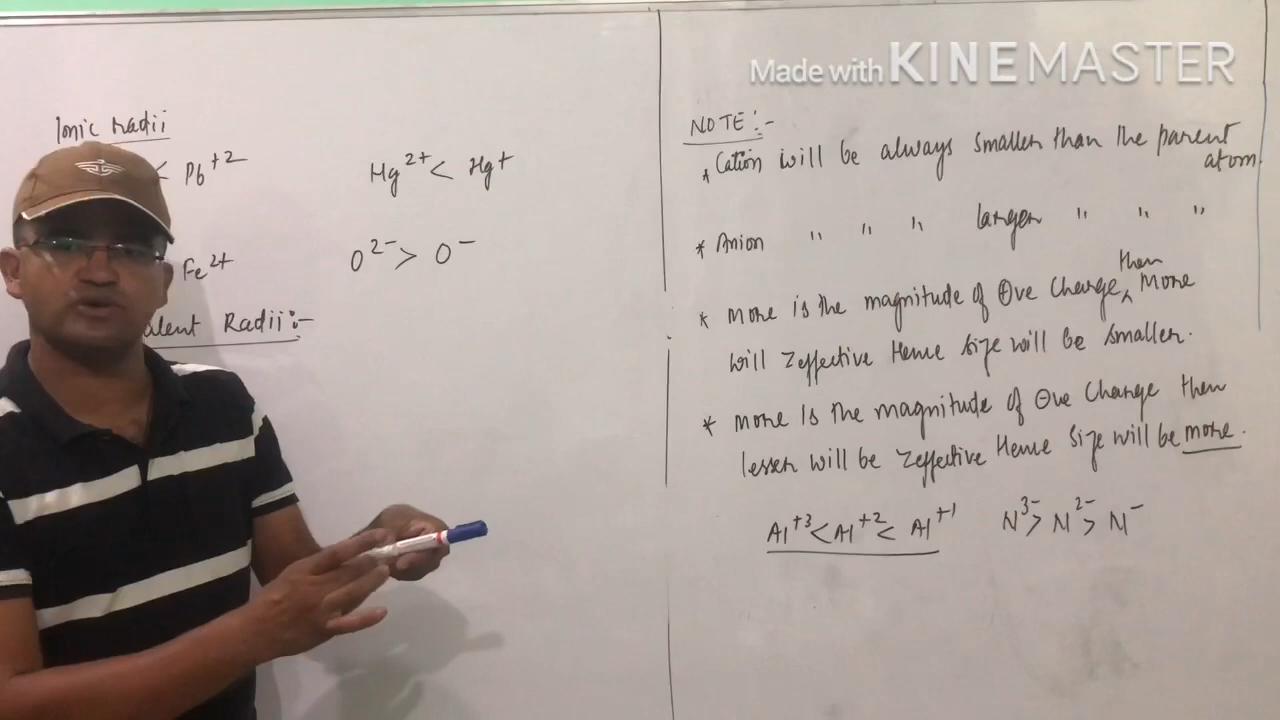 Made with KINEMASTER
Ionic Radii
< Pb+2
Hg2+ < Hg+
Fe2+
O2- > O-
alent Radii:-
NOTE:-
* Cation will be always smaller than the parent
atom.
* Anion " " " larger " " "
then
* More is the magnitude of ⊕ve Charge, ^ More
will Zeffective Hence size will be smaller.
* More is the magnitude of ⊖ve Charge then
lesser will be Zeffective Hence Size will be more.
Al+3 < Al+2 < Al+1 N3- > N2- > N-